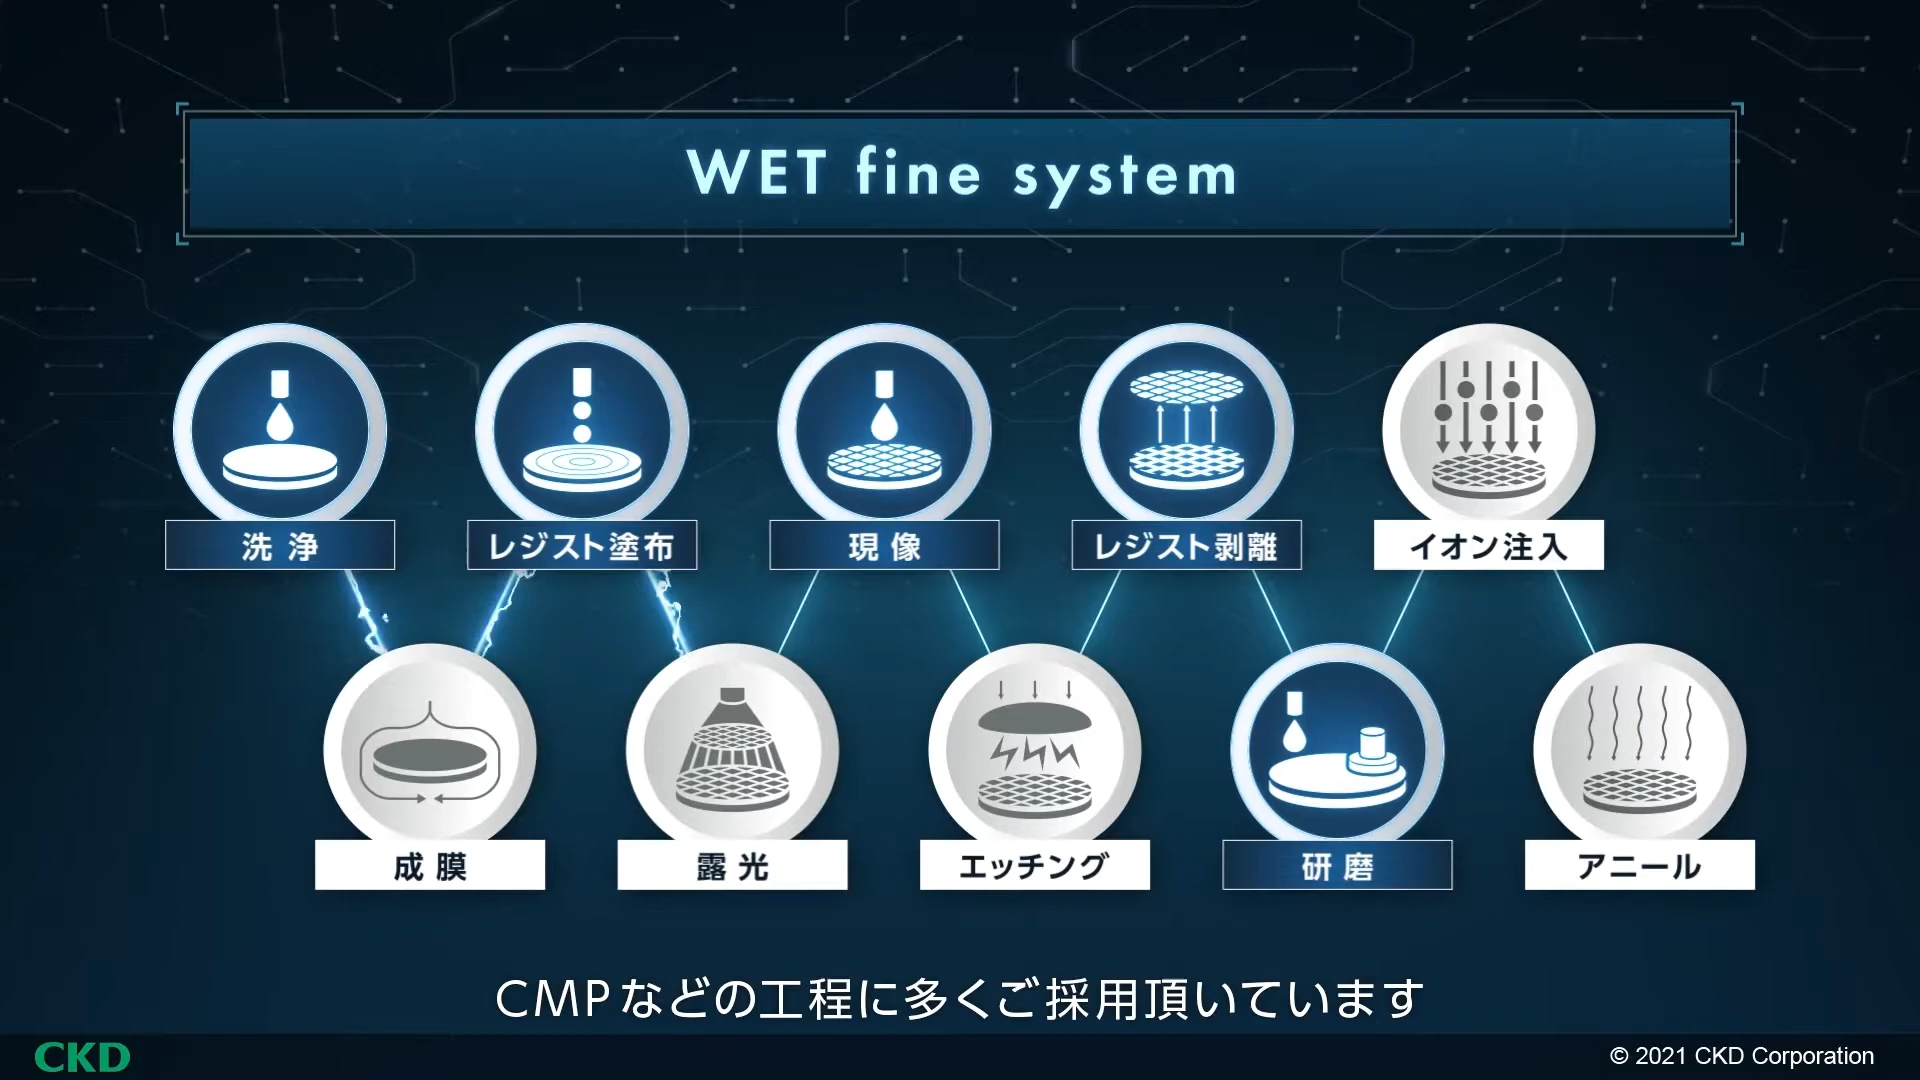 WET fine system
洗浄
レジスト塗布
現像
レジスト剥離
イオン注入
成膜
露光
エッチング
研磨
アニール
CMPなどの工程に多くご採用頂いています
CKD
© 2021 CKD Corporation